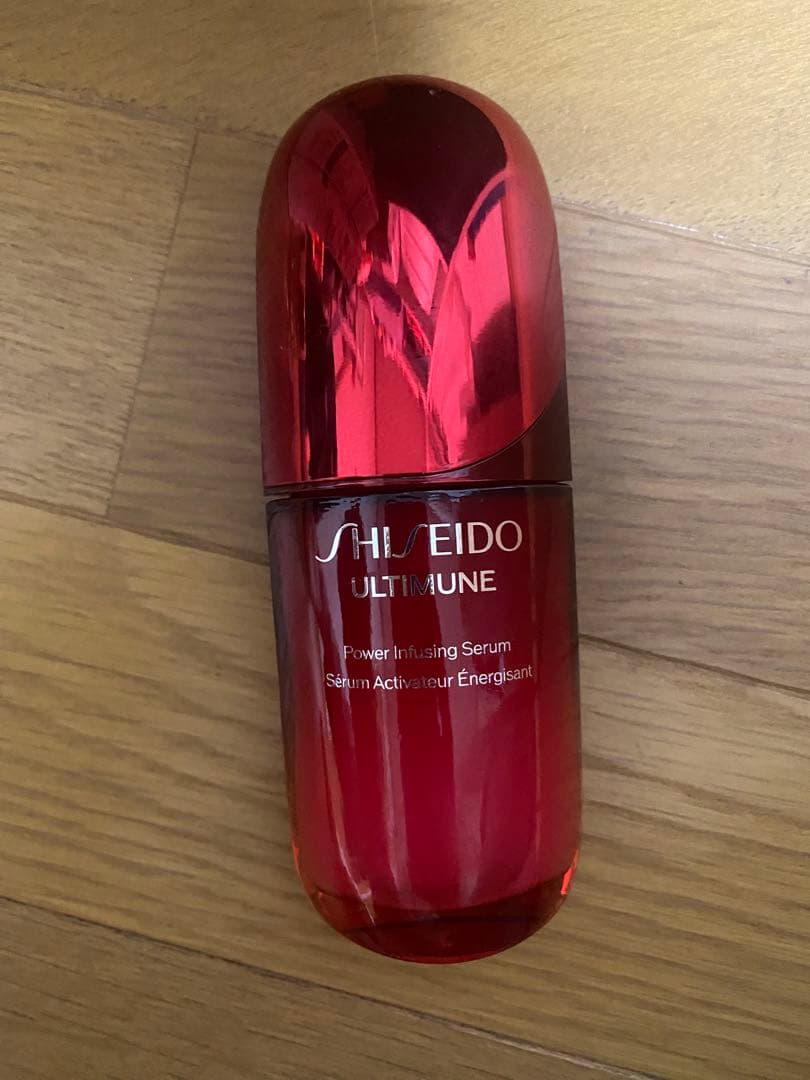 SHISEIDO
ULTIMUNE
Power Infusing Serum
Sérum Activateur Énergisant